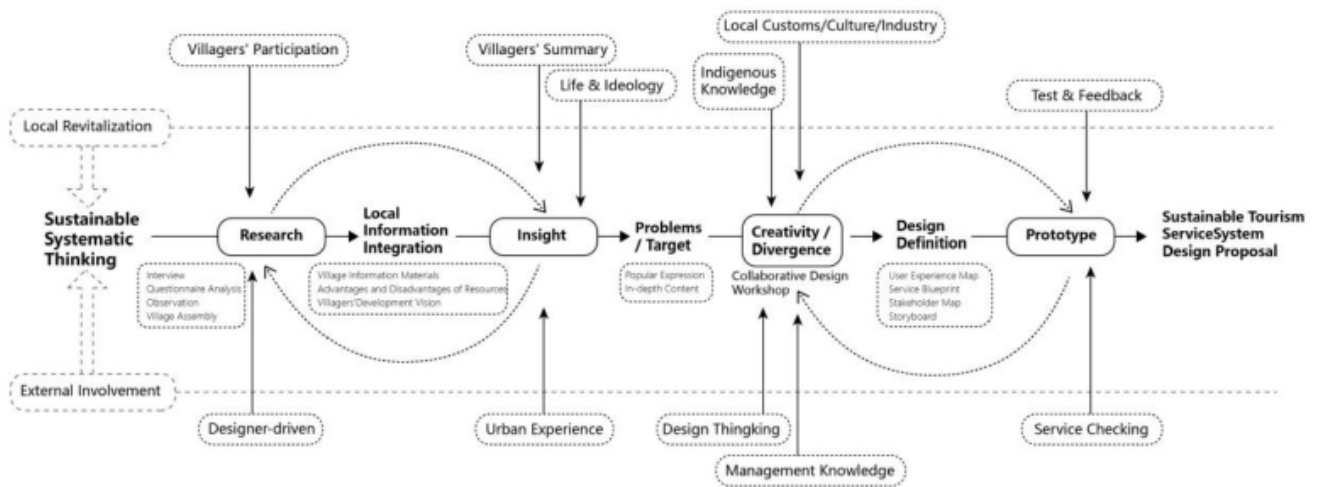 Local Customs/Culture/Industry
Villagers' Participation
Villagers' Summary
Indigenous
Knowledge
Life & Ideology
Test & Feedback
Local Revitalization
Sustainable
Systematic
Thinking
Research
Interview
Questionnaire Analysis
Observation
Village Assembly
Local
Information
Integration
Village Information Materials
Advantages and Disadvantages of Resources
Villagers'Development Vision
Insight
Problems
/ Target
Popular Expression
In-depth Content
Creativity /
Divergence
Collaborative Design
Workshop
Design
Definition
User Experience Map
Service Blueprint
Stakeholder Map
Storyboard
Prototype
Sustainable Tourism
ServiceSystem
Design Proposal
External Involvement
Designer-driven
Urban Experience
Design Thingking
Service Checking
Management Knowledge